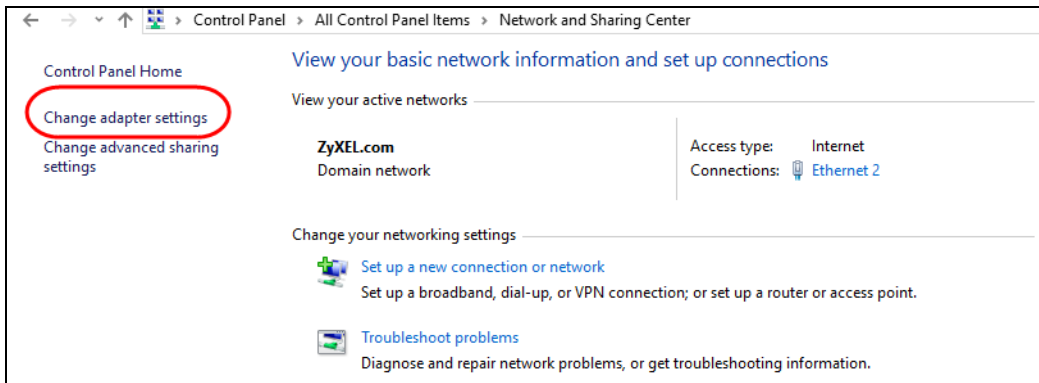 Control Panel > All Control Panel Items > Network and Sharing Center
Control Panel Home
Change adapter settings
Change advanced sharing
settings
View your basic network information and set up connections
View your active networks
ZyXEL.com
Domain network
Access type: Internet
Connections: Ethernet 2
Change your networking settings
Set up a new connection or network
Set up a broadband, dial-up, or VPN connection; or set up a router or access point.
Troubleshoot problems
Diagnose and repair network problems, or get troubleshooting information.